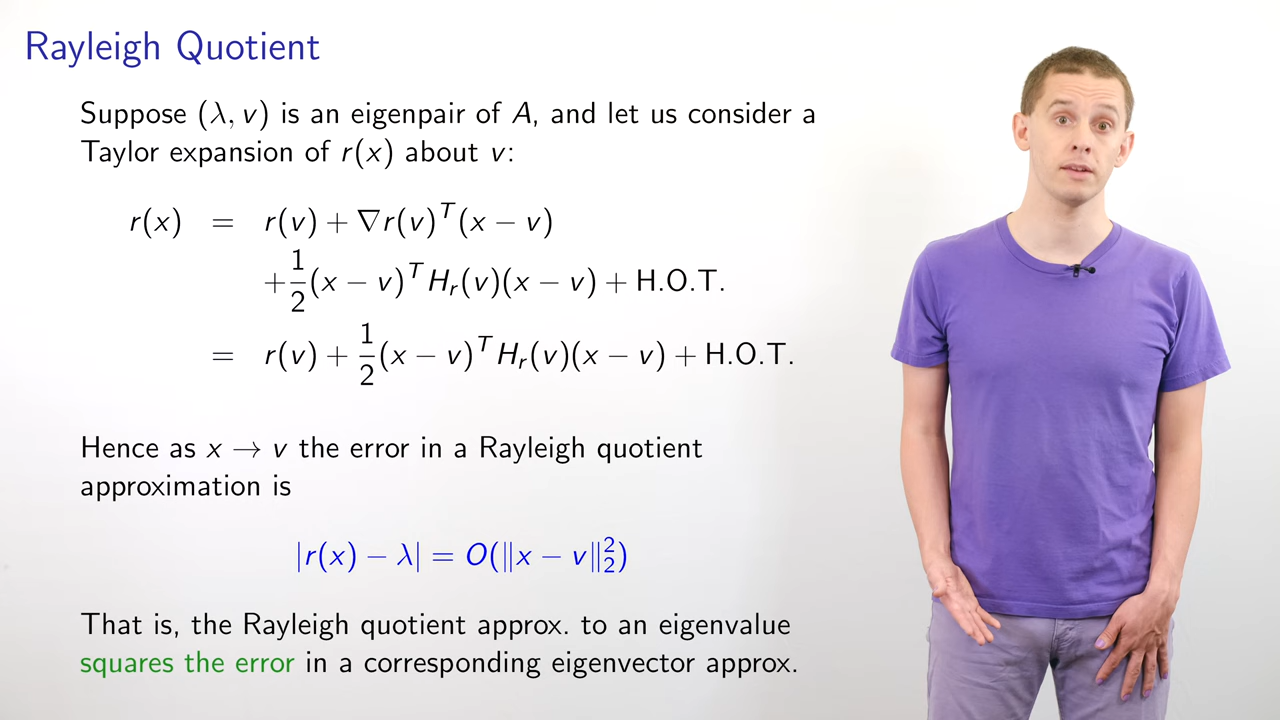 Rayleigh Quotient
Suppose (λ, v) is an eigenpair of A, and let us consider a
Taylor expansion of r(x) about v:
r(x) = r(v) + ∇r(v)^T(x − v)
+ 1/2 (x − v)^T H_r(v)(x − v) + H.O.T.
= r(v) + 1/2 (x − v)^T H_r(v)(x − v) + H.O.T.
Hence as x → v the error in a Rayleigh quotient
approximation is
|r(x) − λ| = O(‖x − v‖₂²)
That is, the Rayleigh quotient approx. to an eigenvalue
squares the error in a corresponding eigenvector approx.